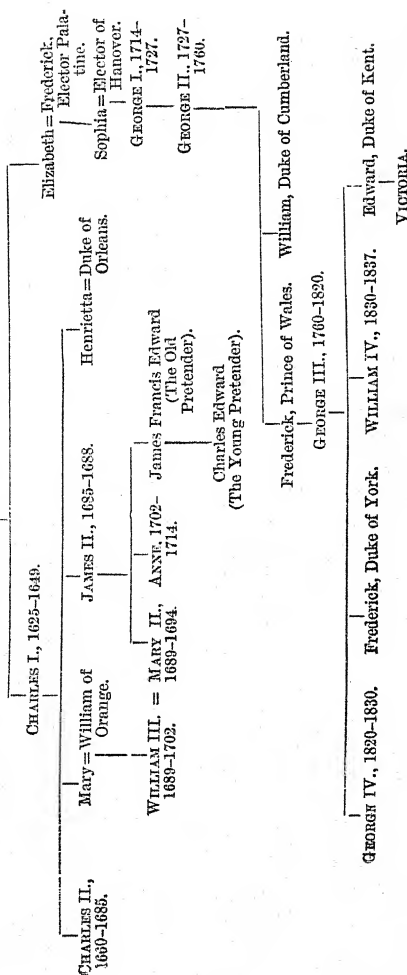 CHARLES I., 1625-1649.
Elizabeth=Frederick,
Elector Pala-
tine.
Sophia=Elector of
Hanover.
GEORGE I., 1714-
1727.
GEORGE II., 1727-
1760.
CHARLES II.,
1660-1685.
Mary=William of
Orange.
JAMES II., 1685-1688.
Henrietta=Duke of
Orleans.
WILLIAM III. = MARY II.,
1689-1702.
1689-1694.
ANNE, 1702-
1714.
James Francis Edward
(The Old
Pretender).
Charles Edward
(The Young Pretender).
Frederick, Prince of Wales.
William, Duke of Cumberland.
GEORGE III., 1760-1820.
GEORGE IV., 1820-1830.
Frederick, Duke of York.
WILLIAM IV., 1830-1837.
Edward, Duke of Kent.
VICTORIA.